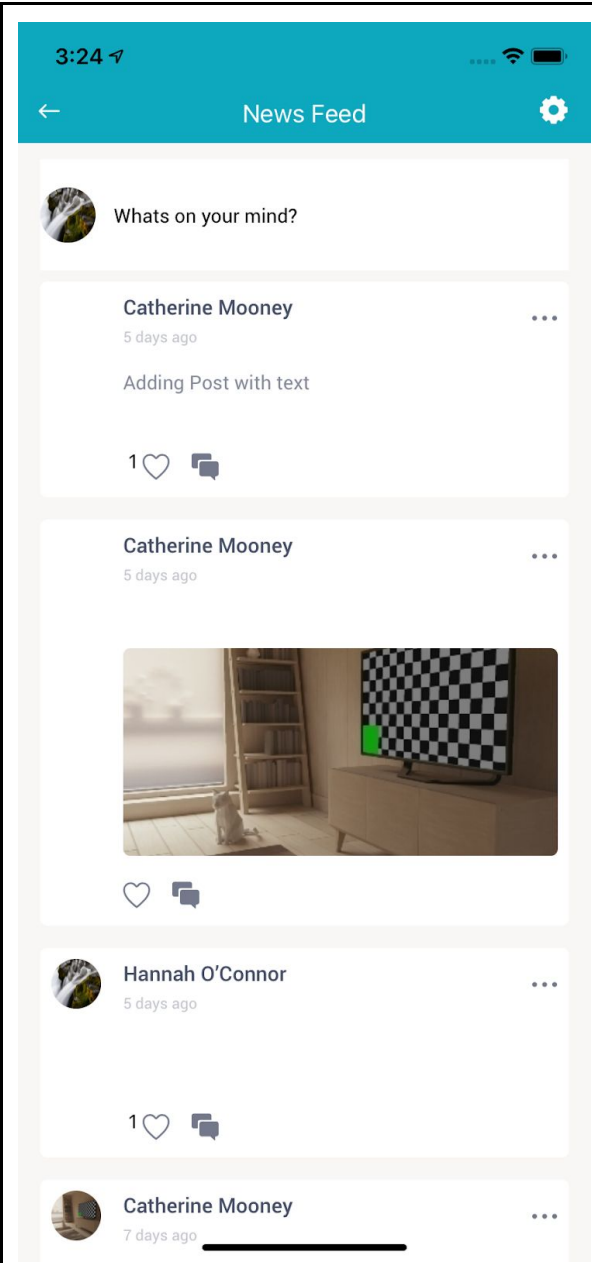 3:24
News Feed
Whats on your mind?
Catherine Mooney
5 days ago
Adding Post with text
1
Catherine Mooney
5 days ago
Hannah O’Connor
5 days ago
1
Catherine Mooney
7 days ago